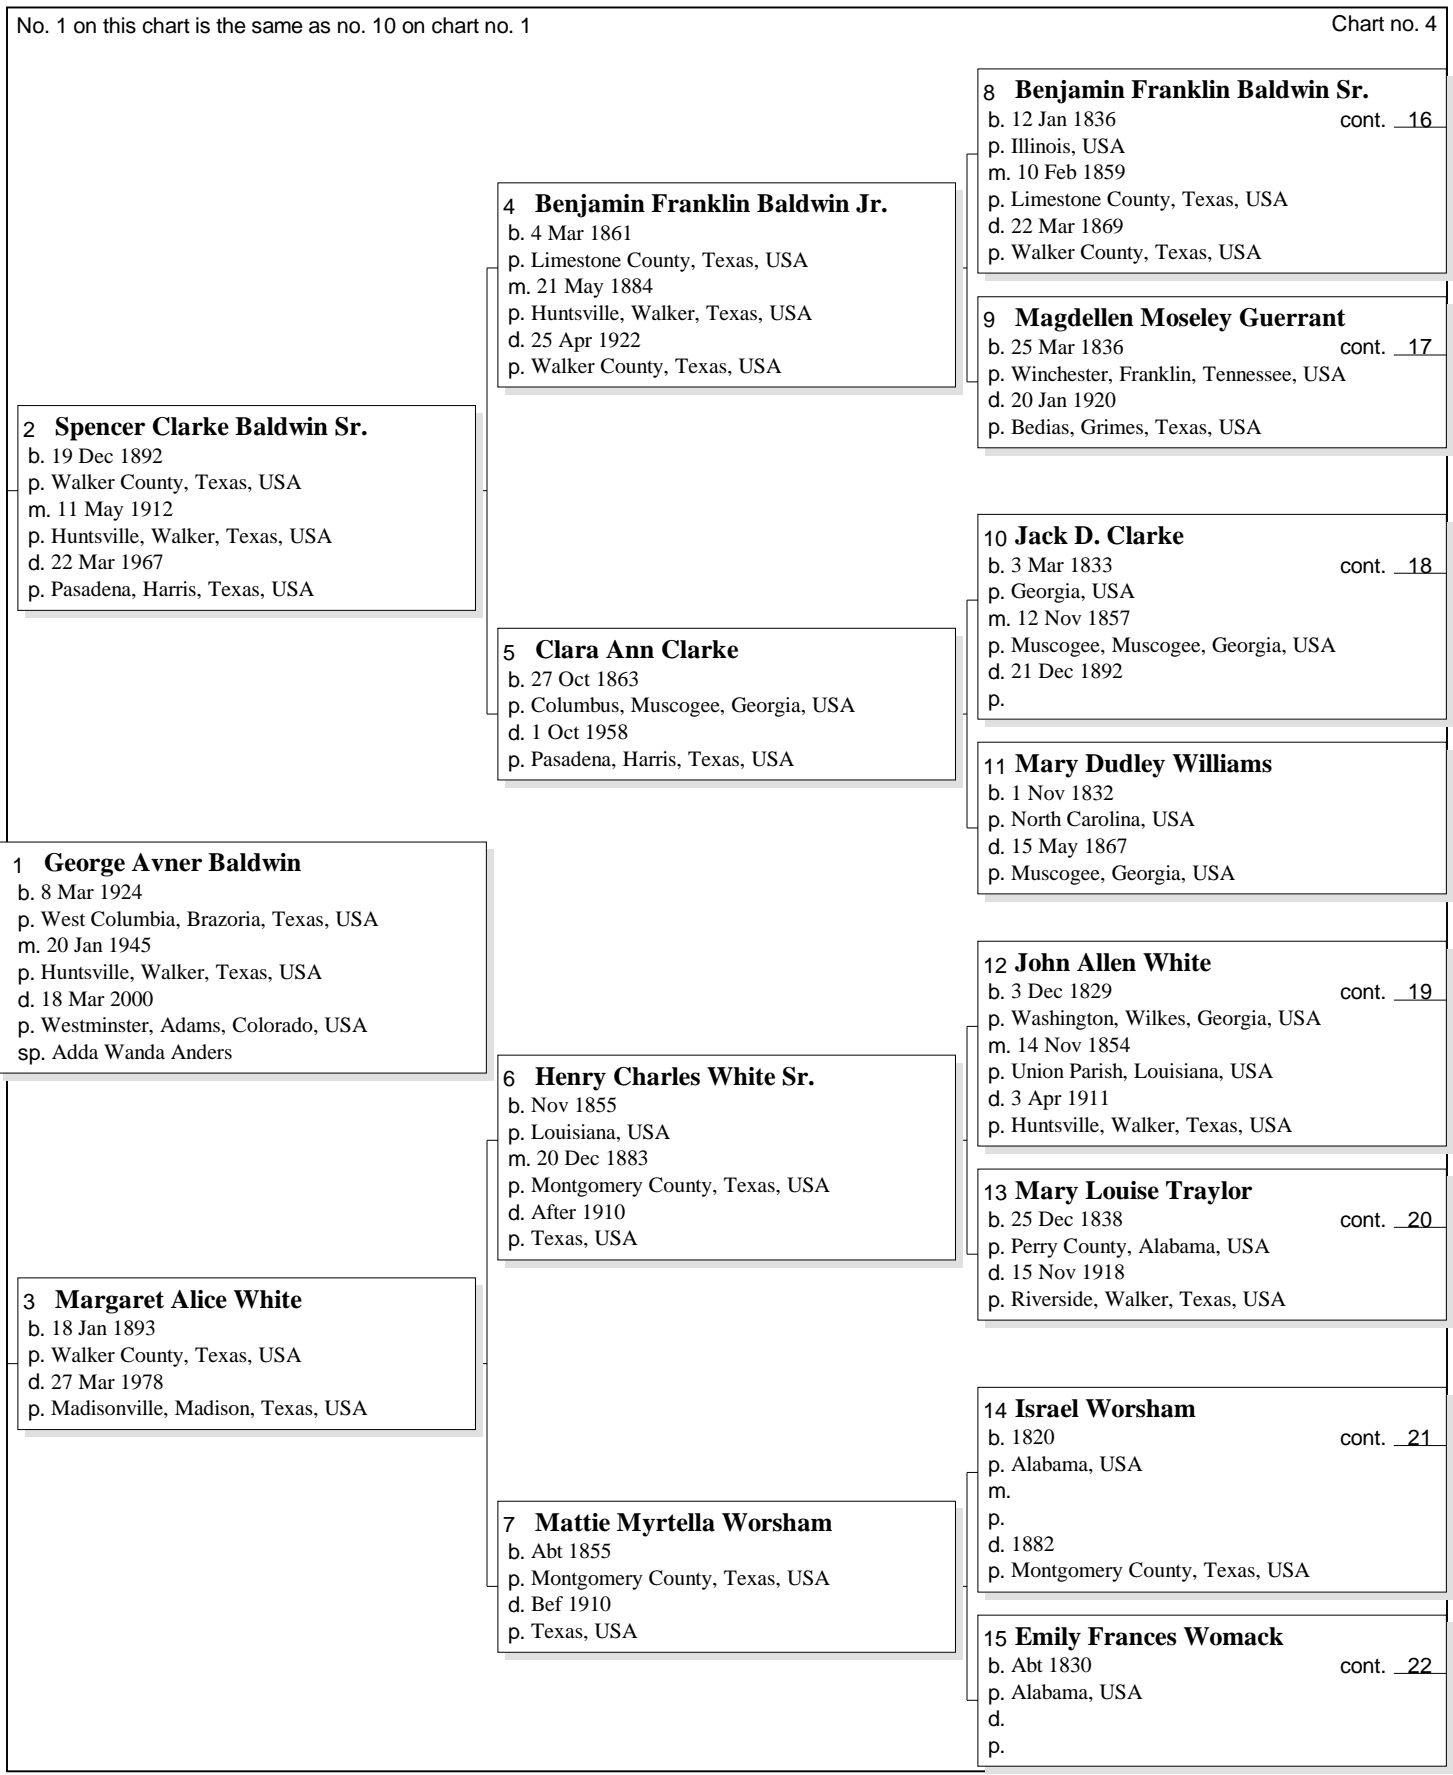 No. 1 on this chart is the same as no. 10 on chart no. 1
Chart no. 4
8 Benjamin Franklin Baldwin Sr.
b. 12 Jan 1836 cont. 16
p. Illinois, USA
m. 10 Feb 1859
p. Limestone County, Texas, USA
d. 22 Mar 1869
p. Walker County, Texas, USA
4 Benjamin Franklin Baldwin Jr.
b. 4 Mar 1861
p. Limestone County, Texas, USA
m. 21 May 1884
p. Huntsville, Walker, Texas, USA
d. 25 Apr 1922
p. Walker County, Texas, USA
9 Magdellen Moseley Guerrant
b. 25 Mar 1836 cont. 17
p. Winchester, Franklin, Tennessee, USA
d. 20 Jan 1920
p. Bedias, Grimes, Texas, USA
2 Spencer Clarke Baldwin Sr.
b. 19 Dec 1892
p. Walker County, Texas, USA
m. 11 May 1912
p. Huntsville, Walker, Texas, USA
d. 22 Mar 1967
p. Pasadena, Harris, Texas, USA
10 Jack D. Clarke
b. 3 Mar 1833 cont. 18
p. Georgia, USA
m. 12 Nov 1857
p. Muscogee, Muscogee, Georgia, USA
d. 21 Dec 1892
p.
5 Clara Ann Clarke
b. 27 Oct 1863
p. Columbus, Muscogee, Georgia, USA
d. 1 Oct 1958
p. Pasadena, Harris, Texas, USA
11 Mary Dudley Williams
b. 1 Nov 1832
p. North Carolina, USA
d. 15 May 1867
p. Muscogee, Georgia, USA
1 George Avner Baldwin
b. 8 Mar 1924
p. West Columbia, Brazoria, Texas, USA
m. 20 Jan 1945
p. Huntsville, Walker, Texas, USA
d. 18 Mar 2000
p. Westminster, Adams, Colorado, USA
sp. Adda Wanda Anders
12 John Allen White
b. 3 Dec 1829 cont. 19
p. Washington, Wilkes, Georgia, USA
m. 14 Nov 1854
p. Union Parish, Louisiana, USA
d. 3 Apr 1911
p. Huntsville, Walker, Texas, USA
6 Henry Charles White Sr.
b. Nov 1855
p. Louisiana, USA
m. 20 Dec 1883
p. Montgomery County, Texas, USA
d. After 1910
p. Texas, USA
13 Mary Louise Traylor
b. 25 Dec 1838 cont. 20
p. Perry County, Alabama, USA
d. 15 Nov 1918
p. Riverside, Walker, Texas, USA
3 Margaret Alice White
b. 18 Jan 1893
p. Walker County, Texas, USA
d. 27 Mar 1978
p. Madisonville, Madison, Texas, USA
14 Israel Worsham
b. 1820 cont. 21
p. Alabama, USA
m.
p.
d. 1882
p. Montgomery County, Texas, USA
7 Mattie Myrtella Worsham
b. Abt 1855
p. Montgomery County, Texas, USA
d. Bef 1910
p. Texas, USA
15 Emily Frances Womack
b. Abt 1830 cont. 22
p. Alabama, USA
d.
p.